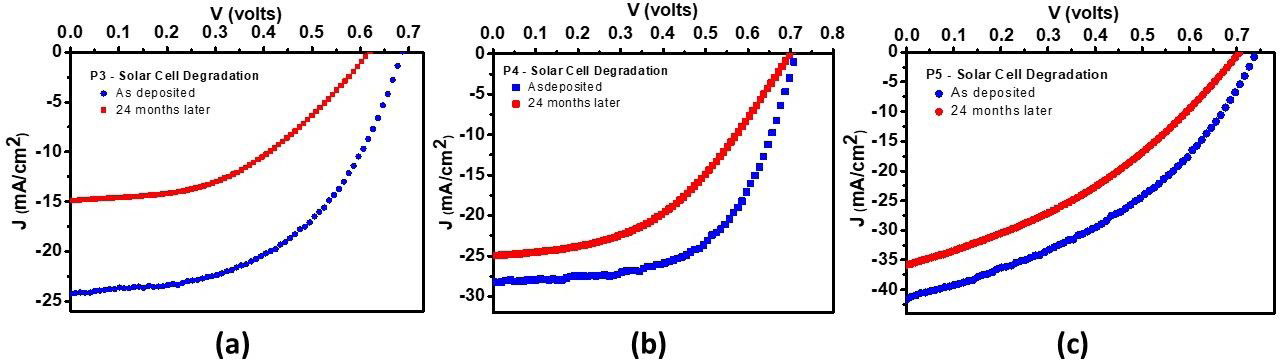 V (volts)
0.0 0.1 0.2 0.3 0.4 0.5 0.6 0.7
0
-5
-10
-15
-20
-25
J (mA/cm2)
P3 - Solar Cell Degradation
As deposited
24 months later
(a)
V (volts)
0.0 0.1 0.2 0.3 0.4 0.5 0.6 0.7 0.8
0
-5
-10
-15
-20
-25
-30
J (mA/cm2)
P4 - Solar Cell Degradation
Asdeposited
24 months later
(b)
V (volts)
0.0 0.1 0.2 0.3 0.4 0.5 0.6 0.7
0
-5
-10
-15
-20
-25
-30
-35
-40
J (mA/cm2)
P5 - Solar Cell Degradation
As deposited
24 months later
(c)